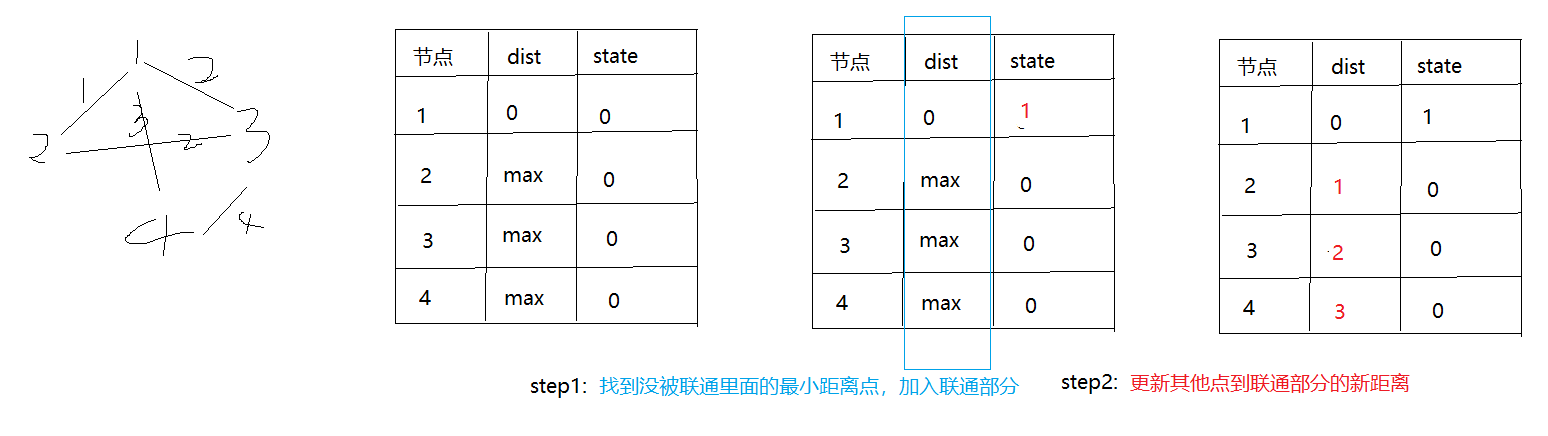 1
1
2
3
2
2
3
4
4
节点 dist state
1 0 0
2 max 0
3 max 0
4 max 0
节点 dist state
1 0 1
2 max 0
3 max 0
4 max 0
节点 dist state
1 0 1
2 1 0
3 2 0
4 3 0
step1: 找到没被联通里面的最小距离点，加入联通部分
step2: 更新其他点到联通部分的新距离